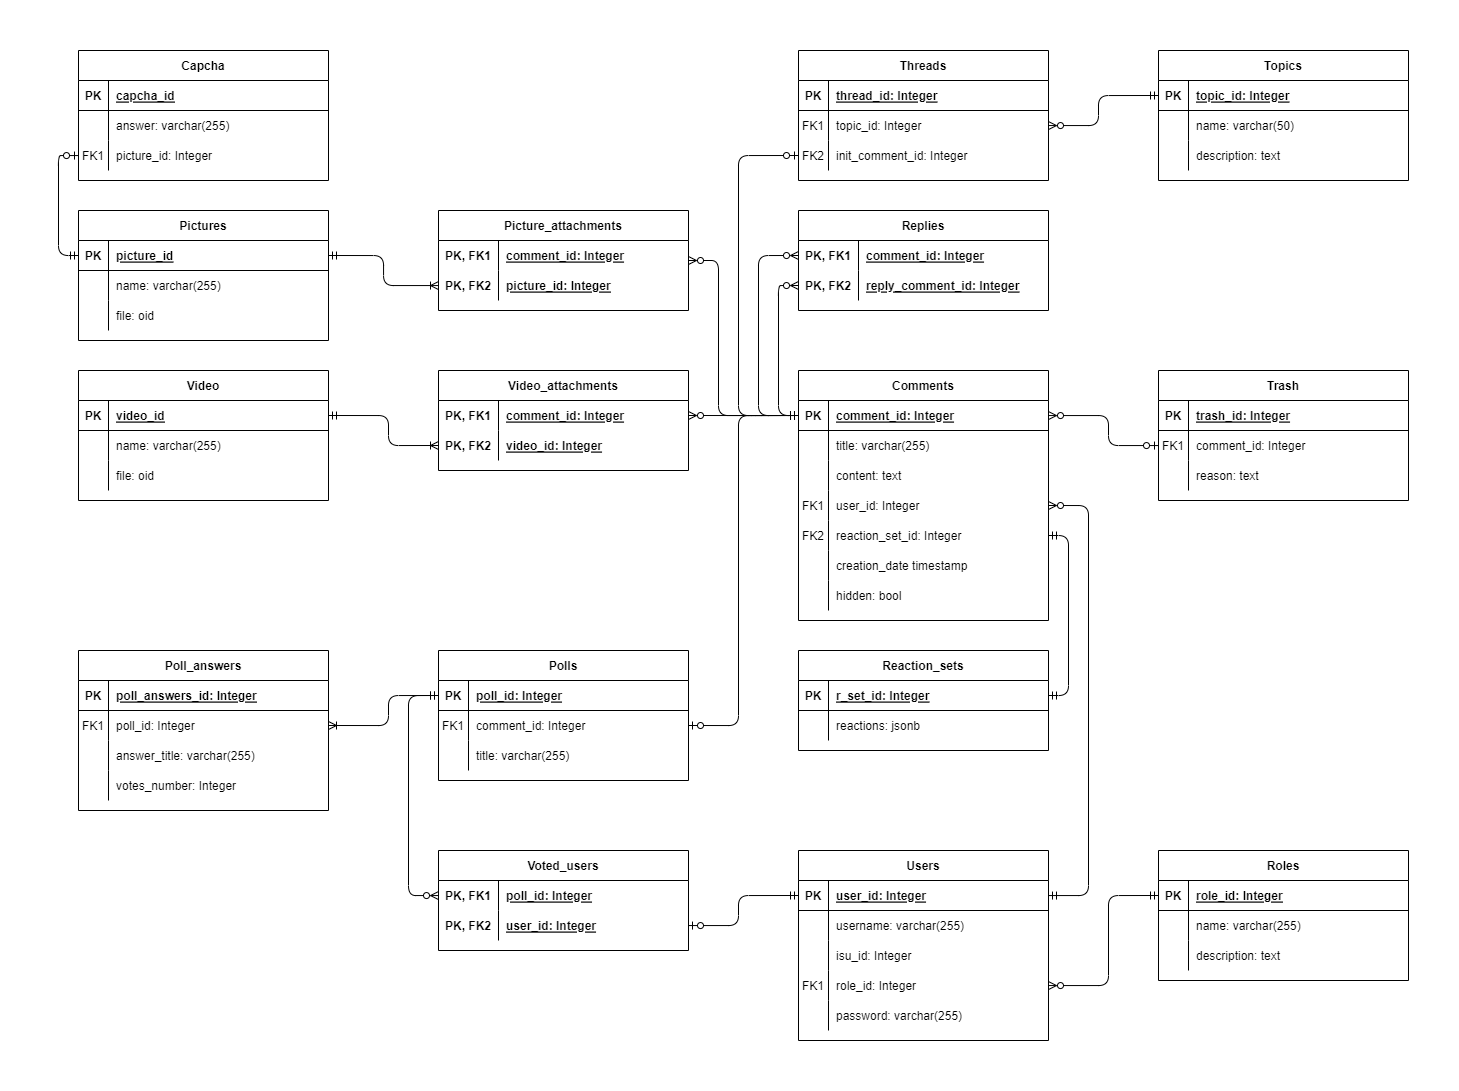 Capcha
PK capcha_id
answer: varchar(255)
FK1 picture_id: Integer
Threads
PK thread_id: Integer
FK1 topic_id: Integer
FK2 init_comment_id: Integer
Topics
PK topic_id: Integer
name: varchar(50)
description: text
Pictures
PK picture_id
name: varchar(255)
file: oid
Picture_attachments
PK, FK1 comment_id: Integer
PK, FK2 picture_id: Integer
Replies
PK, FK1 comment_id: Integer
PK, FK2 reply_comment_id: Integer
Video
PK video_id
name: varchar(255)
file: oid
Video_attachments
PK, FK1 comment_id: Integer
PK, FK2 video_id: Integer
Comments
PK comment_id: Integer
title: varchar(255)
content: text
FK1 user_id: Integer
FK2 reaction_set_id: Integer
creation_date timestamp
hidden: bool
Trash
PK trash_id: Integer
FK1 comment_id: Integer
reason: text
Poll_answers
PK poll_answers_id: Integer
FK1 poll_id: Integer
answer_title: varchar(255)
votes_number: Integer
Polls
PK poll_id: Integer
FK1 comment_id: Integer
title: varchar(255)
Reaction_sets
PK r_set_id: Integer
reactions: jsonb
Voted_users
PK, FK1 poll_id: Integer
PK, FK2 user_id: Integer
Users
PK user_id: Integer
username: varchar(255)
isu_id: Integer
FK1 role_id: Integer
password: varchar(255)
Roles
PK role_id: Integer
name: varchar(255)
description: text